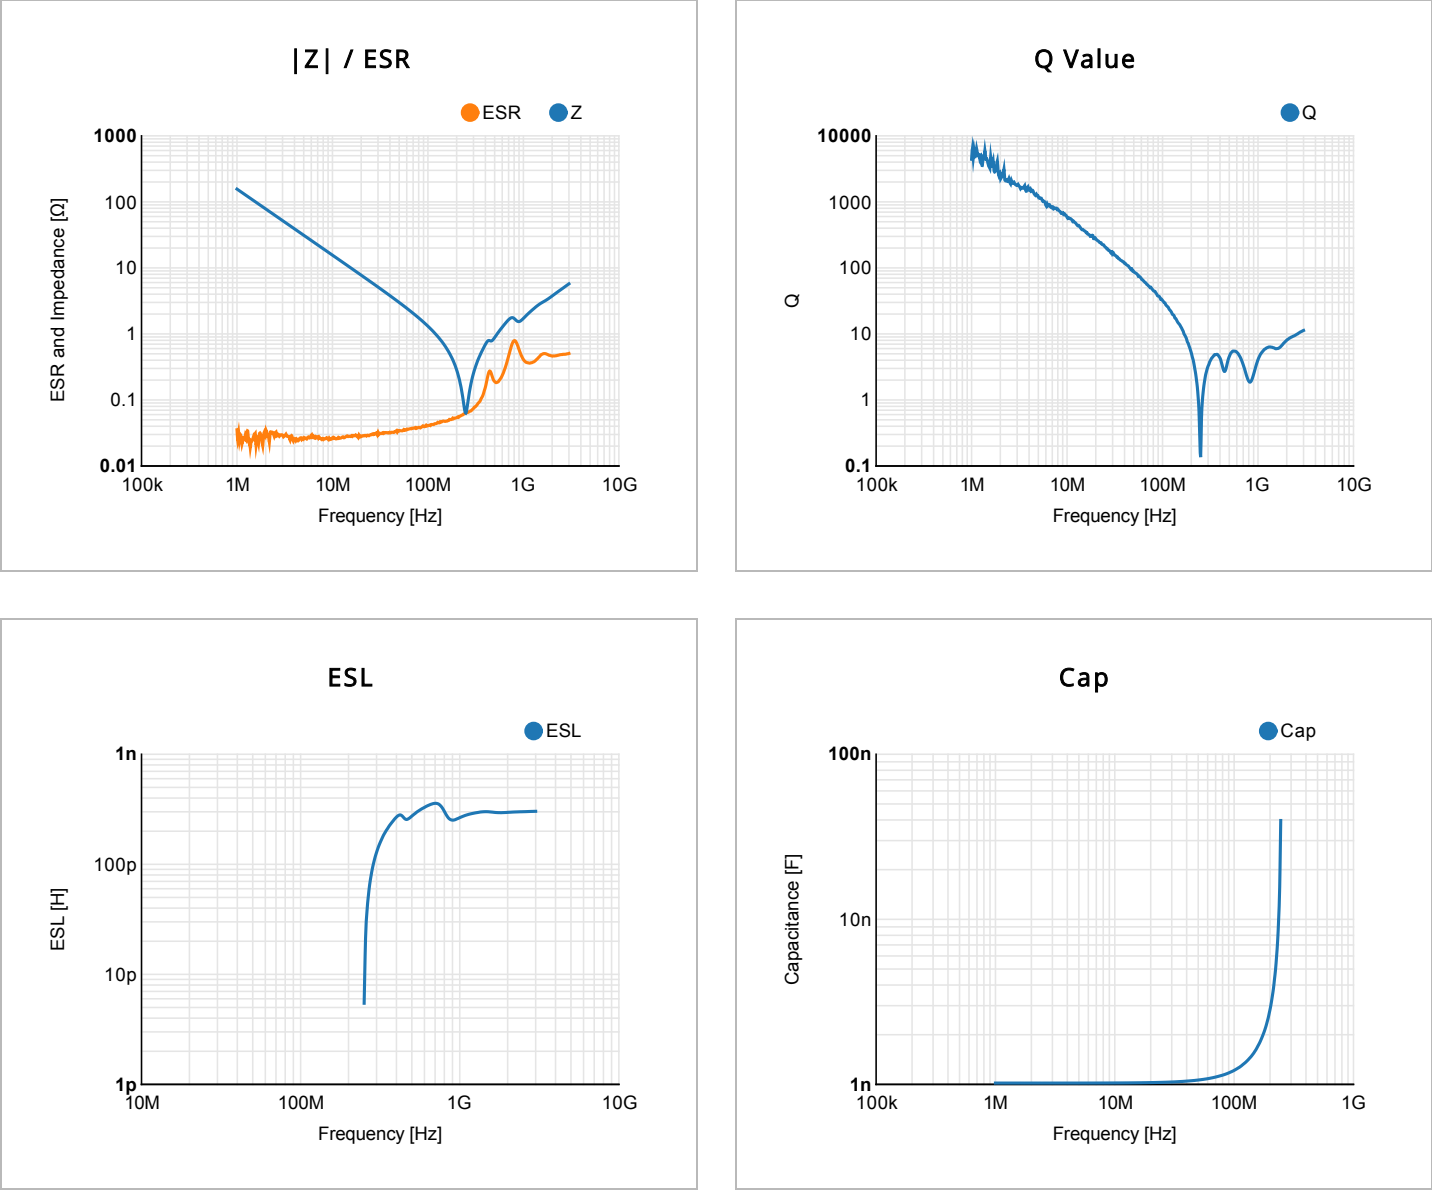 |Z| / ESR
ESR
Z
1000
100
10
1
0.1
0.01
ESR and Impedance [Ω]
100k
1M
10M
100M
1G
10G
Frequency [Hz]
Q Value
Q
10000
1000
100
10
1
0.1
Q
100k
1M
10M
100M
1G
10G
Frequency [Hz]
ESL
ESL
1n
100p
10p
1p
ESL [H]
10M
100M
1G
10G
Frequency [Hz]
Cap
Cap
100n
10n
1n
Capacitance [F]
100k
1M
10M
100M
1G
Frequency [Hz]